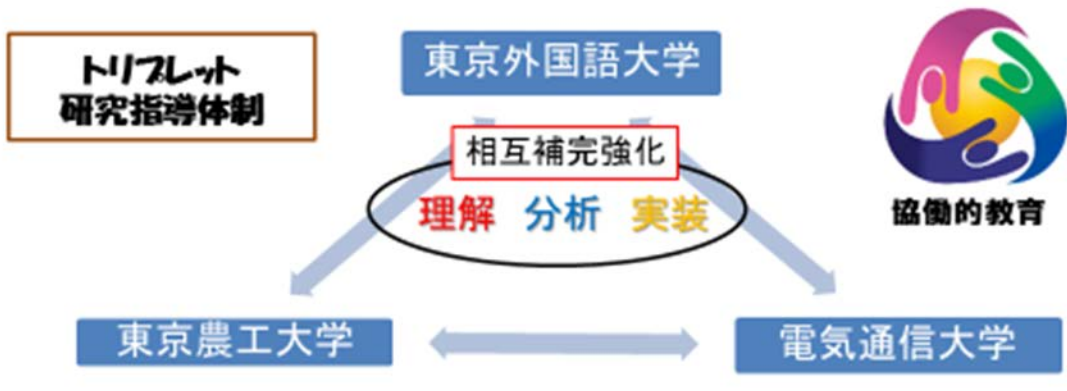 トリプレット
研究指導体制
東京外国語大学
相互補完強化
理解 分析 実装
協働的教育
東京農工大学
電気通信大学